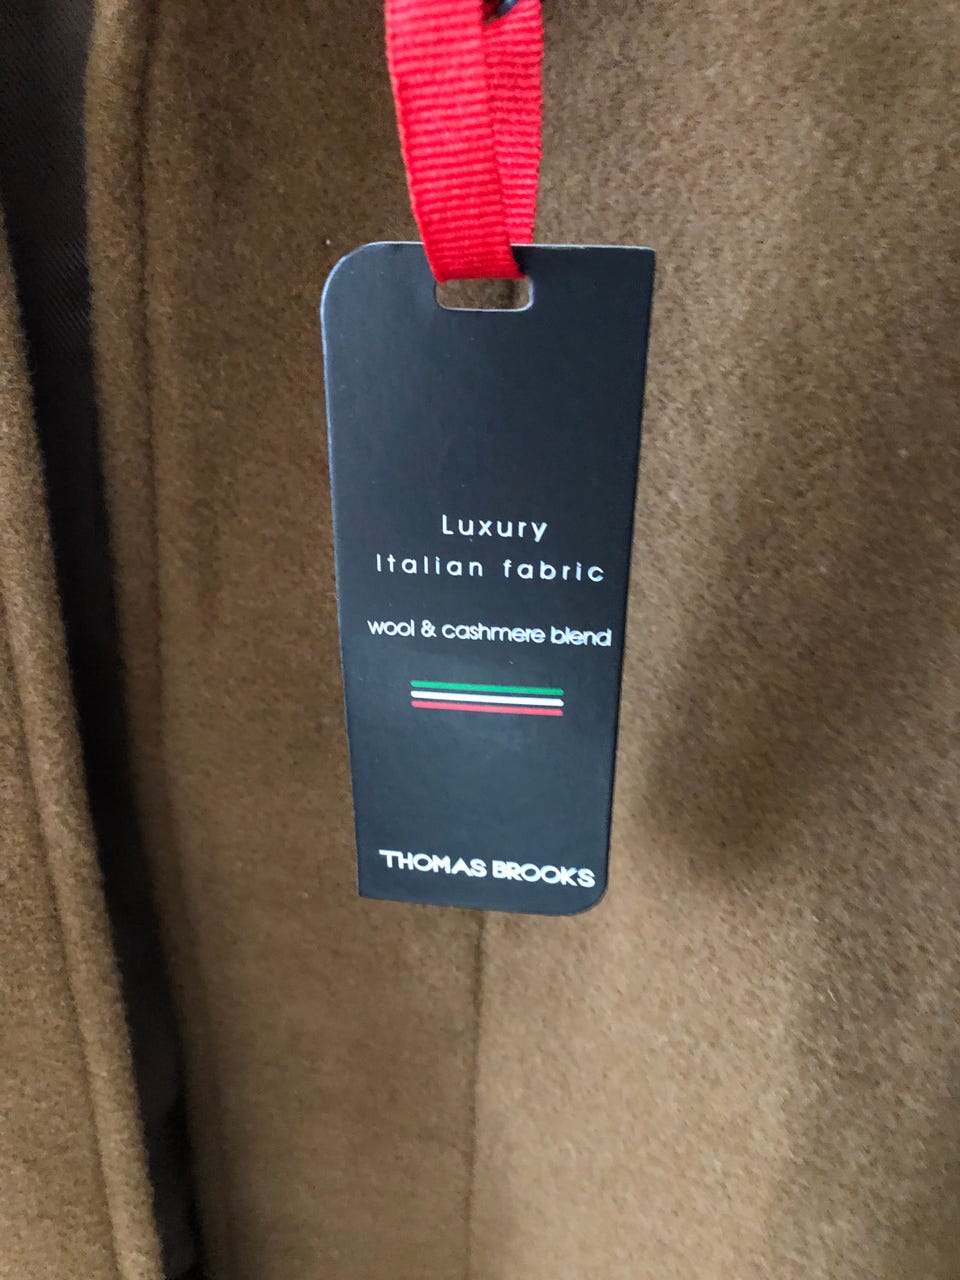 Luxury
Italian fabric
wool & cashmere blend
THOMAS BROOKS